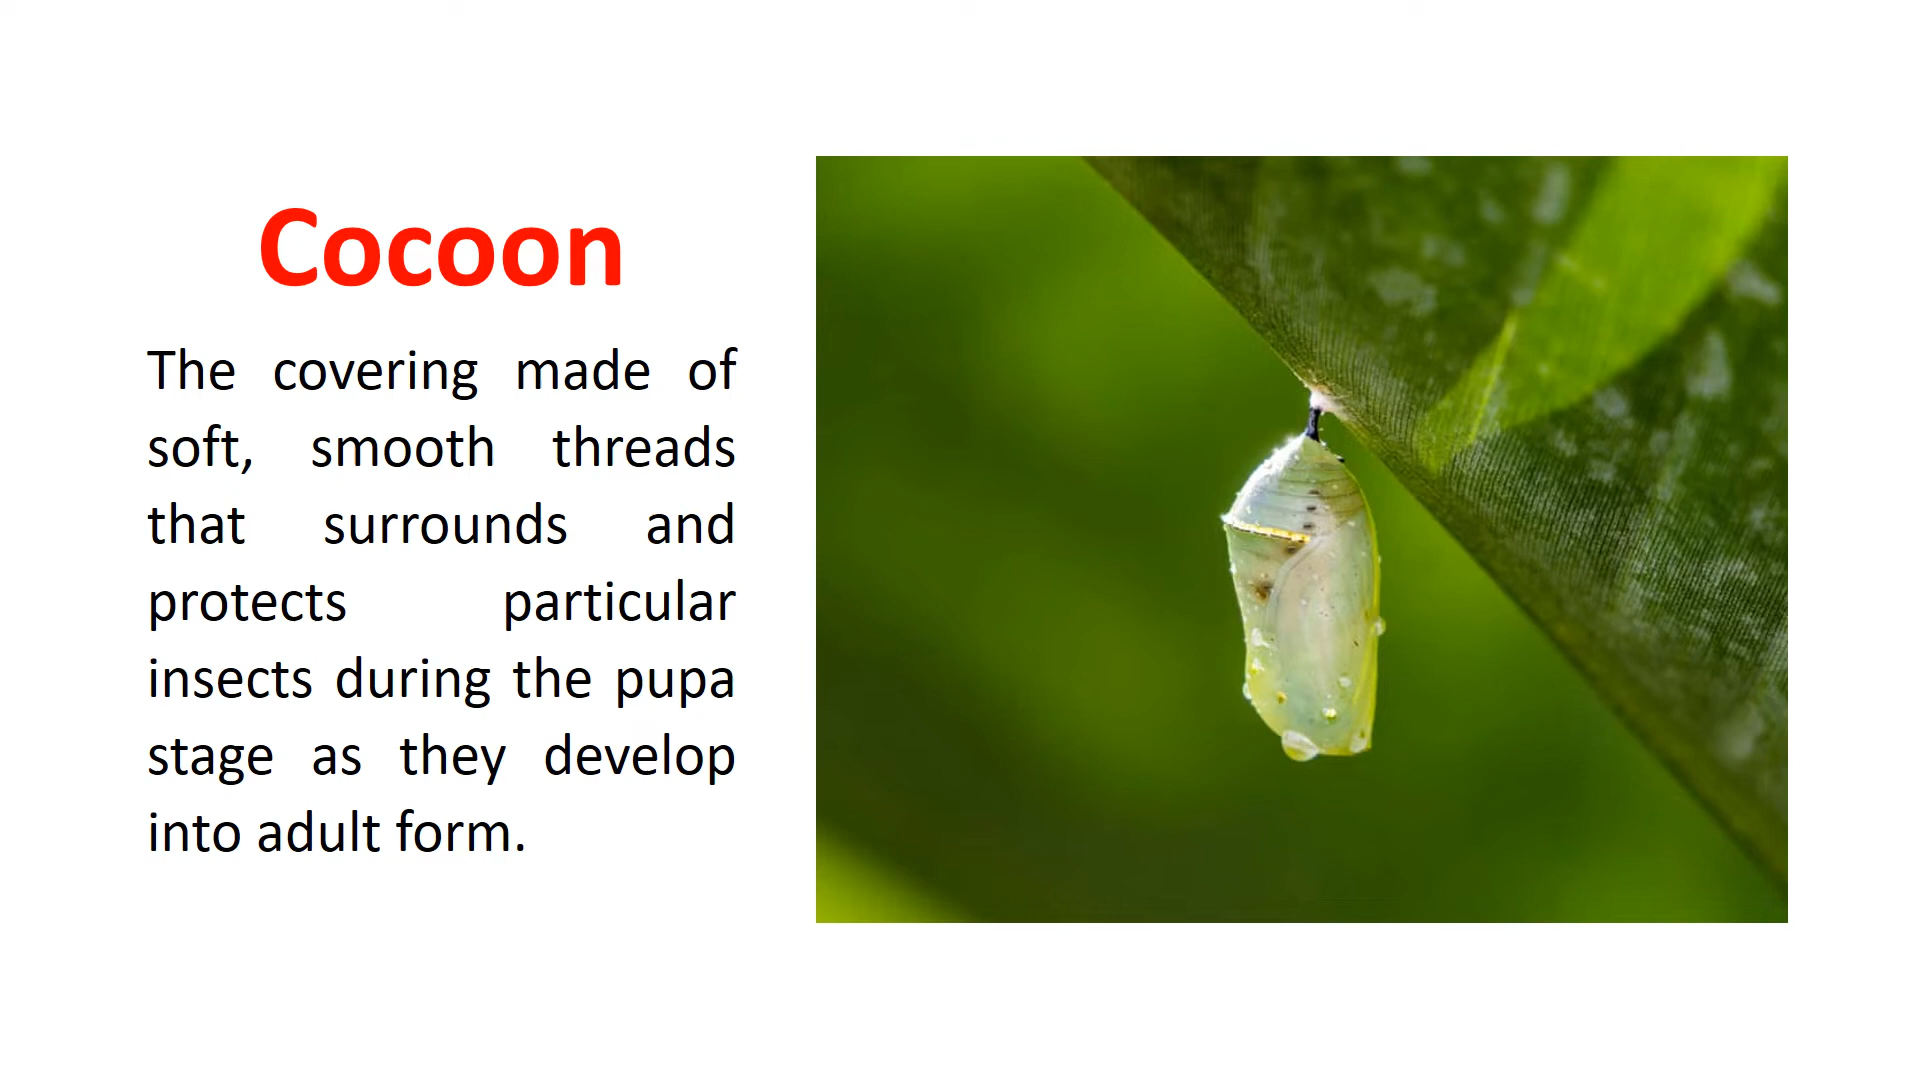 Cocoon
The covering made of
soft, smooth threads
that surrounds and
protects particular
insects during the pupa
stage as they develop
into adult form.